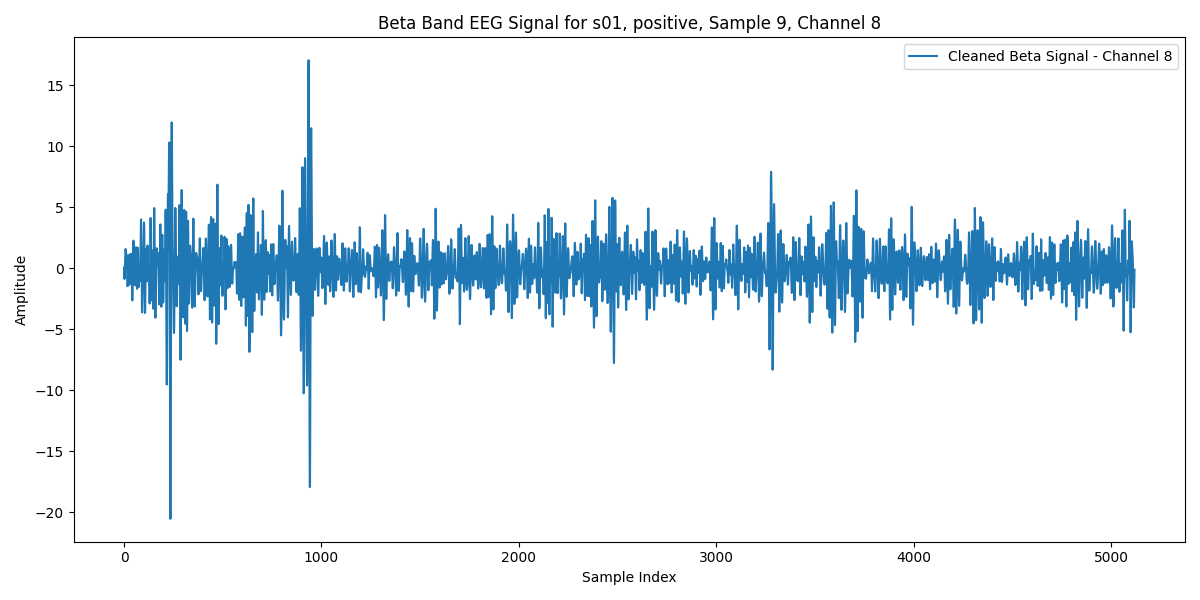 Beta Band EEG Signal for s01, positive, Sample 9, Channel 8
Cleaned Beta Signal - Channel 8
15
10
5
0
−5
−10
−15
−20
Amplitude
0 1000 2000 3000 4000 5000
Sample Index